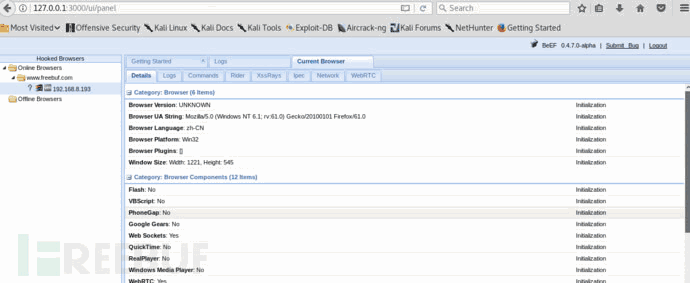 127.0.0.1:3000/ui/panel
Search
Most Visited Offensive Security Kali Linux Kali Docs Kali Tools Exploit-DB Aircrack-ng Kali Forums NetHunter Getting Started
BeEF 0.4.7.0-alpha | Submit Bug | Logout
Hooked Browsers
Online Browsers
www.freebuf.com
? 192.168.8.193
Offline Browsers
Getting Started Logs Current Browser
Details Logs Commands Rider XssRays Ipec Network WebRTC
Category: Browser (6 Items)
Browser Version: UNKNOWN Initialization
Browser UA String: Mozilla/5.0 (Windows NT 6.1; rv:61.0) Gecko/20100101 Firefox/61.0 Initialization
Browser Language: zh-CN Initialization
Browser Platform: Win32 Initialization
Browser Plugins: [] Initialization
Window Size: Width: 1221, Height: 545 Initialization
Category: Browser Components (12 Items)
Flash: No Initialization
VBScript: No Initialization
PhoneGap: No Initialization
Google Gears: No Initialization
Web Sockets: Yes Initialization
QuickTime: No Initialization
RealPlayer: No Initialization
Windows Media Player: No Initialization
WebRTC: Yes Initialization
FREEBUF